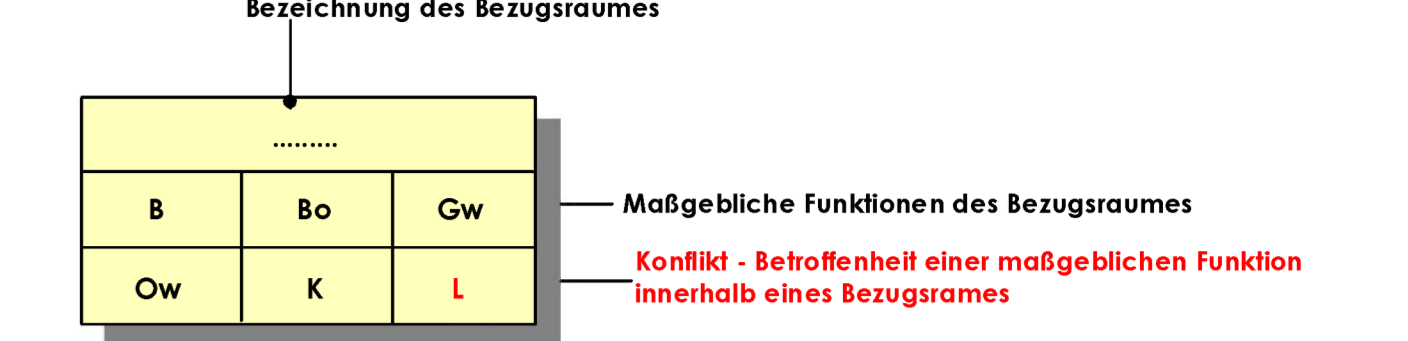 Bezeichnung des Bezugsraumes
.........
B Bo Gw
Maßgebliche Funktionen des Bezugsraumes
Ow K L
Konflikt - Betroffenheit einer maßgeblichen Funktion
innerhalb eines Bezugsrames